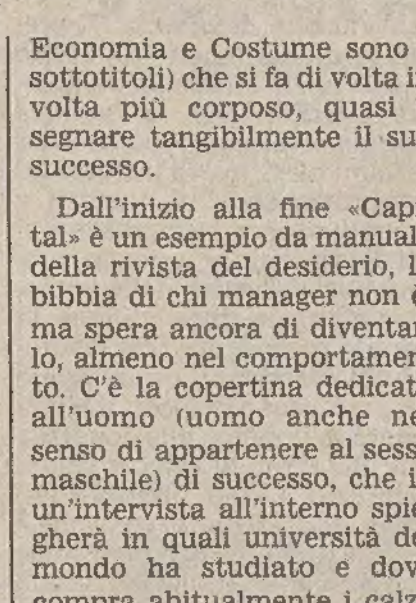 Economia e Costume sono
sottotitoli) che si fa di volta i
volta più corposo, quasi
segnare tangibilmente il su
successo.
Dall'inizio alla fine «Cap
tal» è un esempio da manual
della rivista del desiderio, l
bibbia di chi manager non è
ma spera ancora di diventar
lo, almeno nel comportamen
to. C'è la copertina dedicat
all'uomo (uomo anche ne
senso di appartenere al sess
maschile) di successo, che i
un'intervista all'interno spie
gherà in quali università de
mondo ha studiato e dov
compra abitualmente i calz